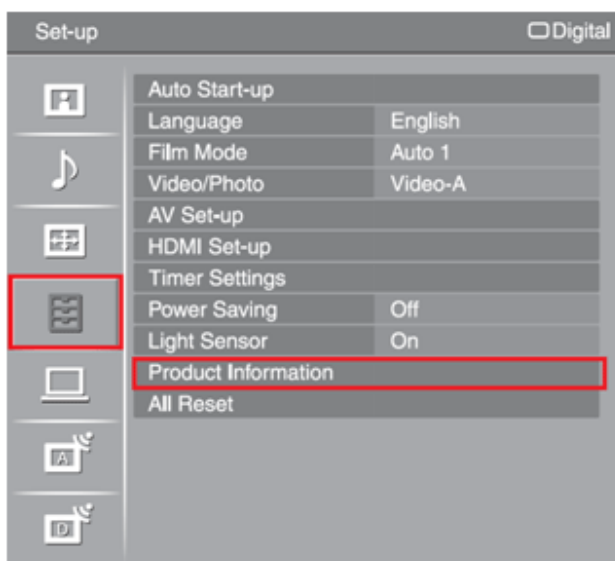 Set-up Digital
Auto Start-up
Language English
Film Mode Auto 1
Video/Photo Video-A
AV Set-up
HDMI Set-up
Timer Settings
Power Saving Off
Light Sensor On
Product Information
All Reset
A
D